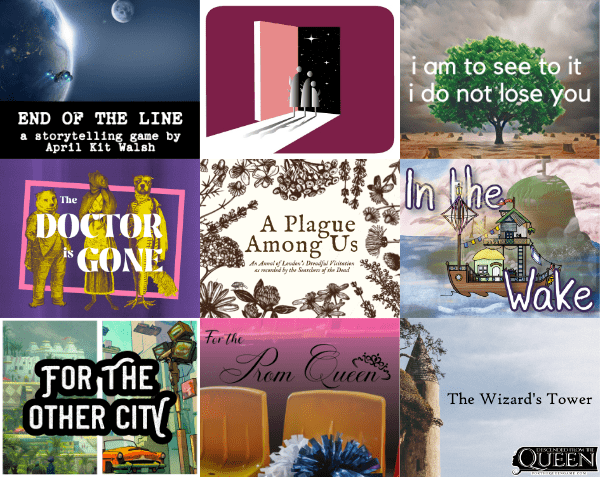 END OF THE LINE
a storytelling game by
April Kit Walsh
i am to see to it
i do not lose you
The
DOCTOR
is GONE
A Plague
Among Us
An Annal of London's Dreadful Visitation
as recorded by the Searchers of the Dead
In the
Wake
FOR THE
OTHER CITY
For the
Prom Queen
The Wizard's Tower
DESCENDED FROM THE
QUEEN